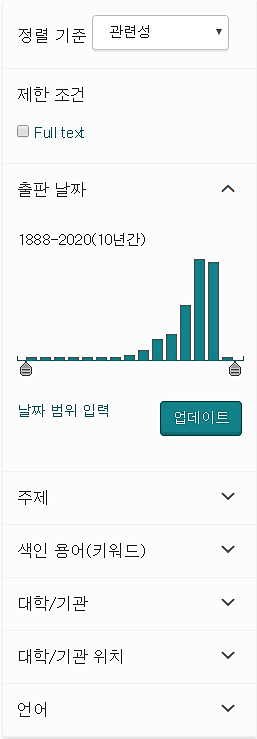 정렬 기준 관련성
제한 조건
Full text
출판 날짜
1888-2020(10년간)
날짜 범위 입력 업데이트
주제
색인 용어(키워드)
대학/기관
대학/기관 위치
언어